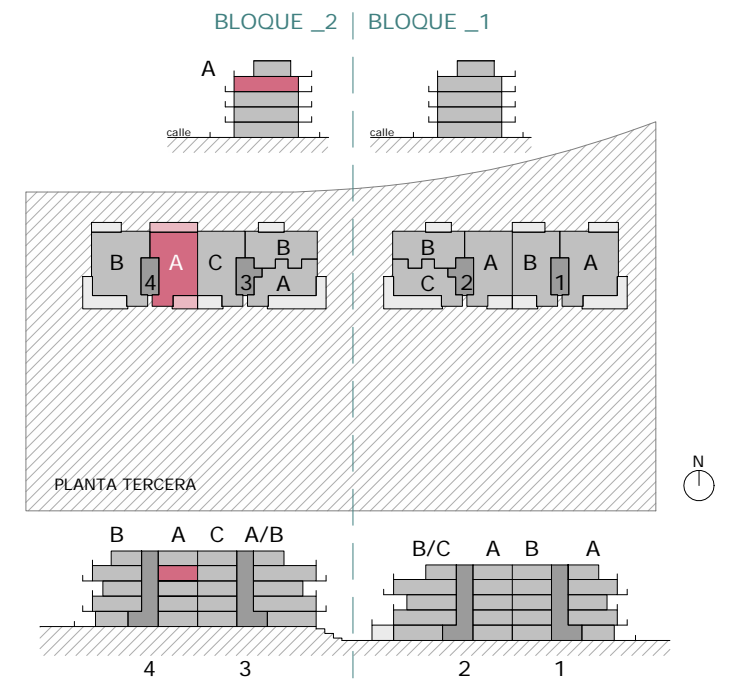 BLOQUE _2 BLOQUE _1
A
calle calle
B A C B B A B A
4 3 A C 2 1
PLANTA TERCERA
N
B A C A/B
B/C A B A
4 3 2 1